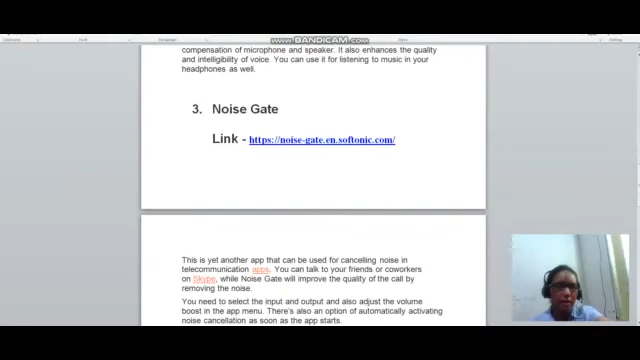 www.BANDICAM.com
Clipboard
Font
Paragraph
Styles
Editing
compensation of microphone and speaker. It also enhances the quality
and intelligibility of voice. You can use it for listening to music in your
headphones as well.
3. Noise Gate
Link - https://noise-gate.en.softonic.com/
This is yet another app that can be used for cancelling noise in
telecommunication apps. You can talk to your friends or coworkers
on Skype, while Noise Gate will improve the quality of the call by
removing the noise.
You need to select the input and output and also adjust the volume
boost in the app menu. There's also an option of automatically activating
noise cancellation as soon as the app starts.